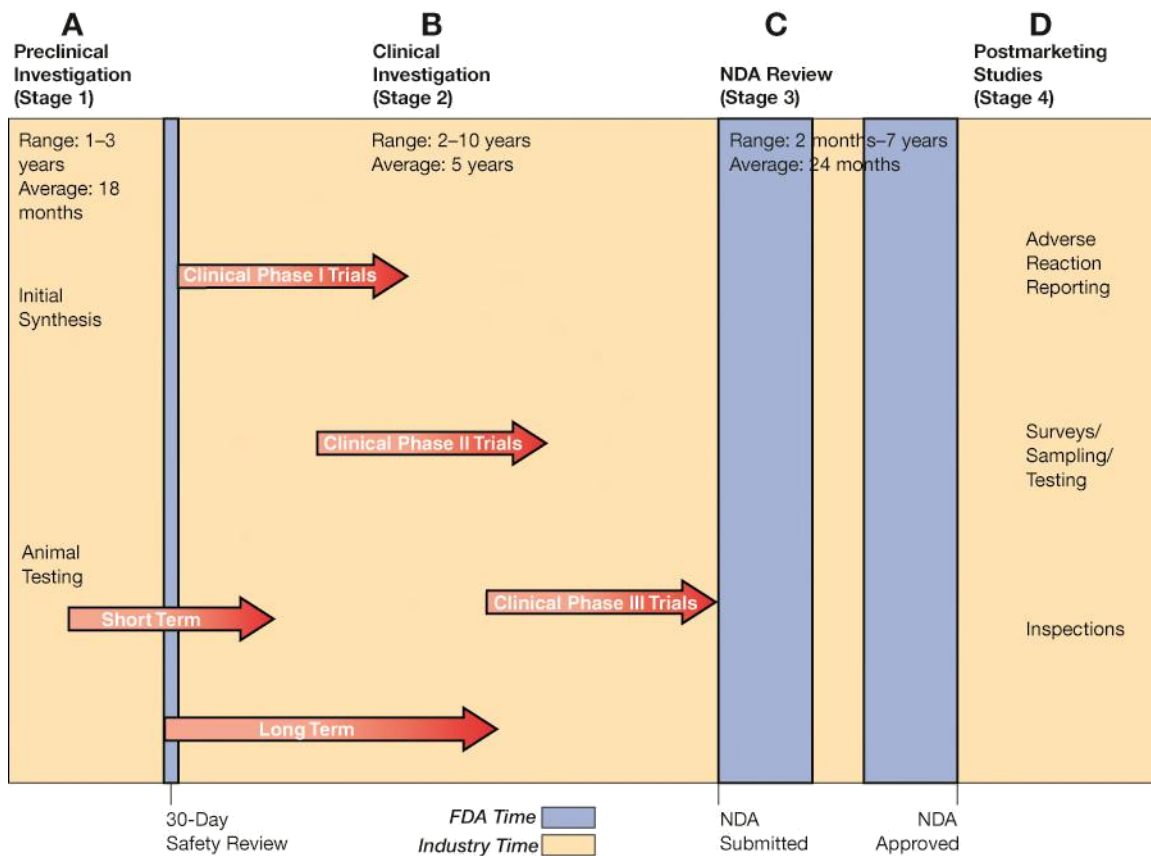 A
Preclinical
Investigation
(Stage 1)
B
Clinical
Investigation
(Stage 2)
C
NDA Review
(Stage 3)
D
Postmarketing
Studies
(Stage 4)
Range: 1–3
years
Average: 18
months
Range: 2–10 years
Average: 5 years
Range: 2 months–7 years
Average: 24 months
Clinical Phase I Trials
Initial
Synthesis
Adverse
Reaction
Reporting
Clinical Phase II Trials
Surveys/
Sampling/
Testing
Animal
Testing
Short Term
Clinical Phase III Trials
Inspections
Long Term
30-Day
Safety Review
FDA Time
Industry Time
NDA
Submitted
NDA
Approved